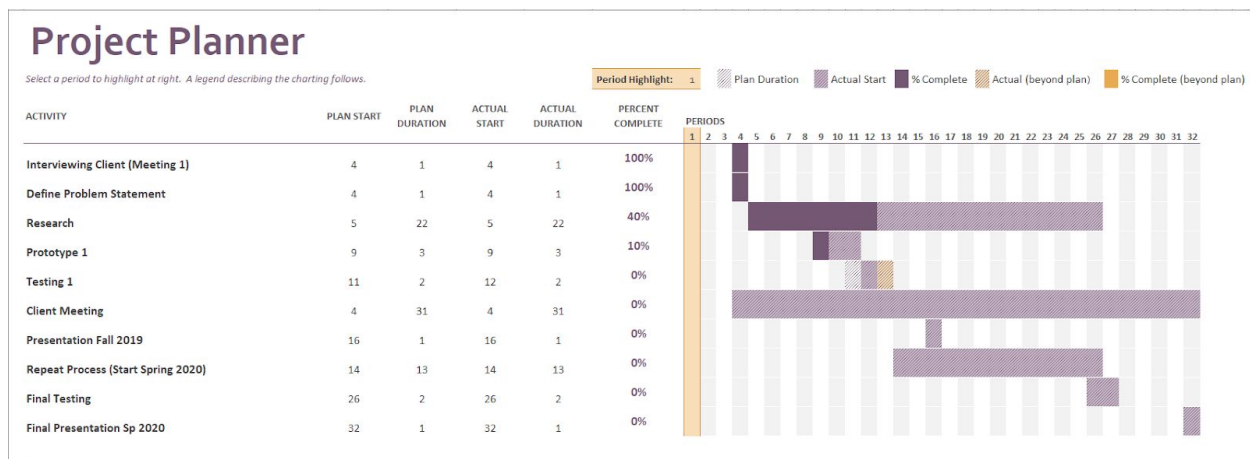 Project Planner
Select a period to highlight at right. A legend describing the charting follows.
Period Highlight: 1 Plan Duration Actual Start % Complete Actual (beyond plan) % Complete (beyond plan)
ACTIVITY PLAN START PLAN DURATION ACTUAL START ACTUAL DURATION PERCENT COMPLETE PERIODS
1 2 3 4 5 6 7 8 9 10 11 12 13 14 15 16 17 18 19 20 21 22 23 24 25 26 27 28 29 30 31 32
Interviewing Client (Meeting 1) 4 1 4 1 100%
Define Problem Statement 4 1 4 1 100%
Research 5 22 5 22 40%
Prototype 1 9 3 9 3 10%
Testing 1 11 2 12 2 0%
Client Meeting 4 31 4 31 0%
Presentation Fall 2019 16 1 16 1 0%
Repeat Process (Start Spring 2020) 14 13 14 13 0%
Final Testing 26 2 26 2 0%
Final Presentation Sp 2020 32 1 32 1 0%